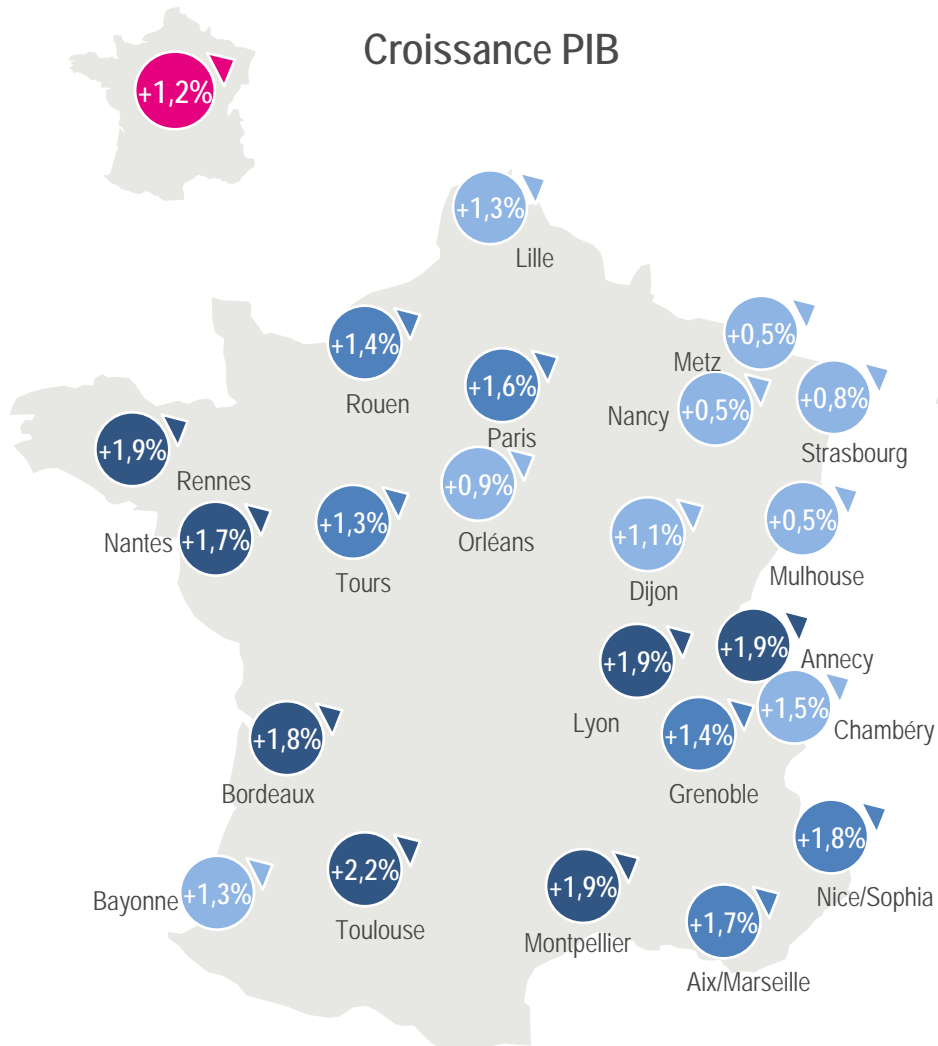 Croissance PIB
+1,2%
+1,3%
Lille
+1,4%
Rouen
+1,6%
Paris
+0,5%
Metz
+0,5%
Nancy
+0,8%
Strasbourg
+1,9%
Rennes
+1,7%
Nantes
+1,3%
Tours
+0,9%
Orléans
+1,1%
Dijon
+0,5%
Mulhouse
+1,9%
Lyon
+1,9%
Annecy
+1,5%
Chambéry
+1,4%
Grenoble
+1,8%
Bordeaux
+1,8%
Nice/Sophia
+1,3%
Bayonne
+2,2%
Toulouse
+1,9%
Montpellier
+1,7%
Aix/Marseille